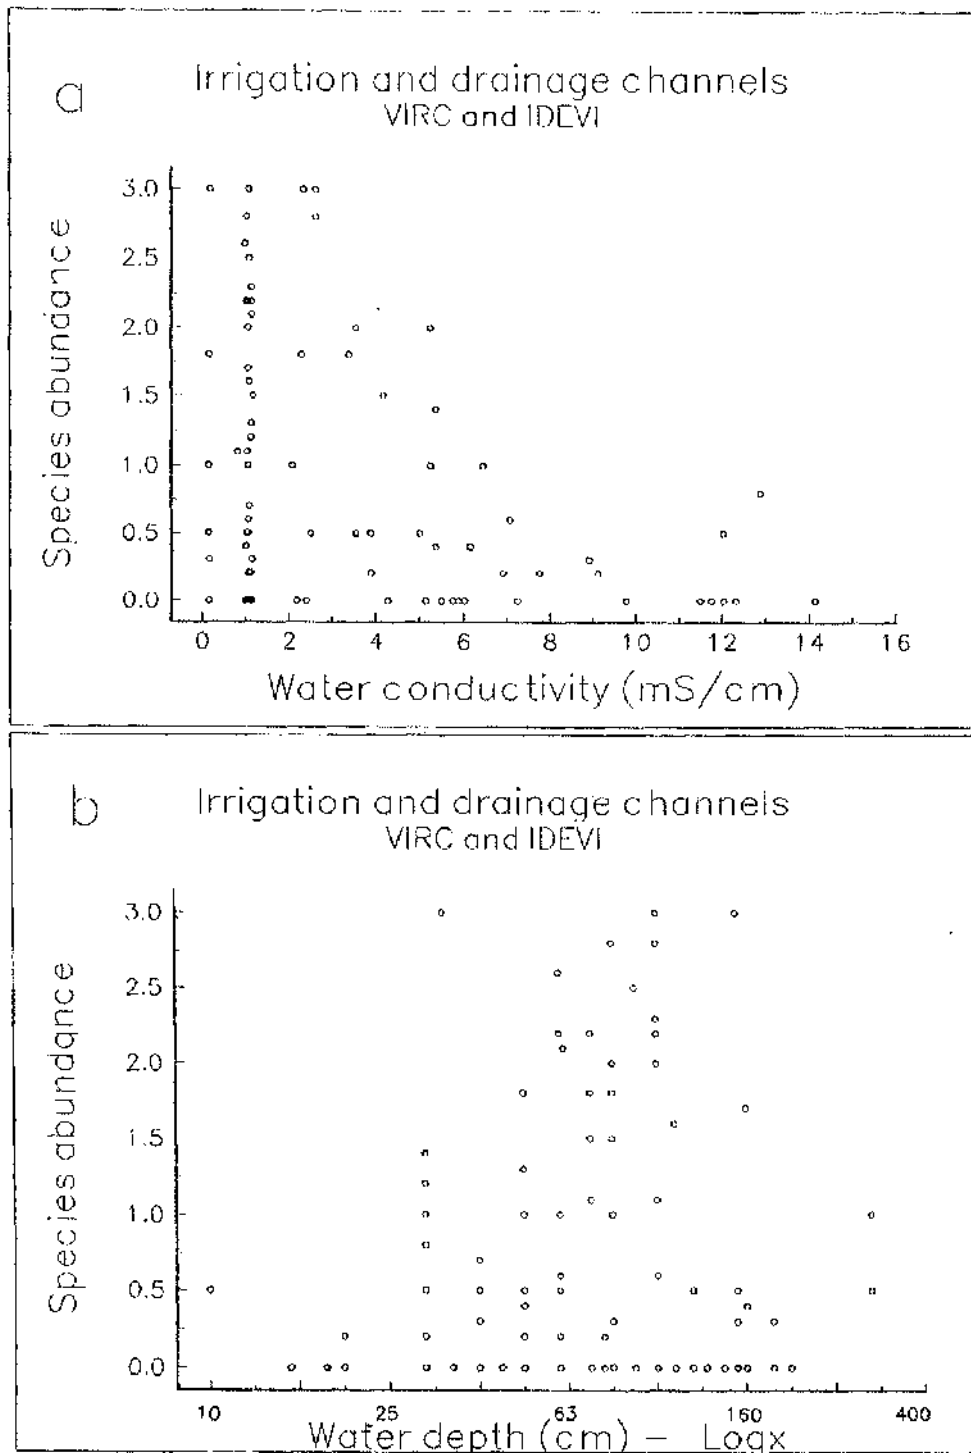 a
Irrigation and drainage channels
VIRC and IDEVI
Species abundance
3.0
2.5
2.0
1.5
1.0
0.5
0.0
0 2 4 6 8 10 12 14 16
Water conductivity (mS/cm)
b
Irrigation and drainage channels
VIRC and IDEVI
Species abundance
3.0
2.5
2.0
1.5
1.0
0.5
0.0
10 25 63 160 400
Water depth (cm) - Logx